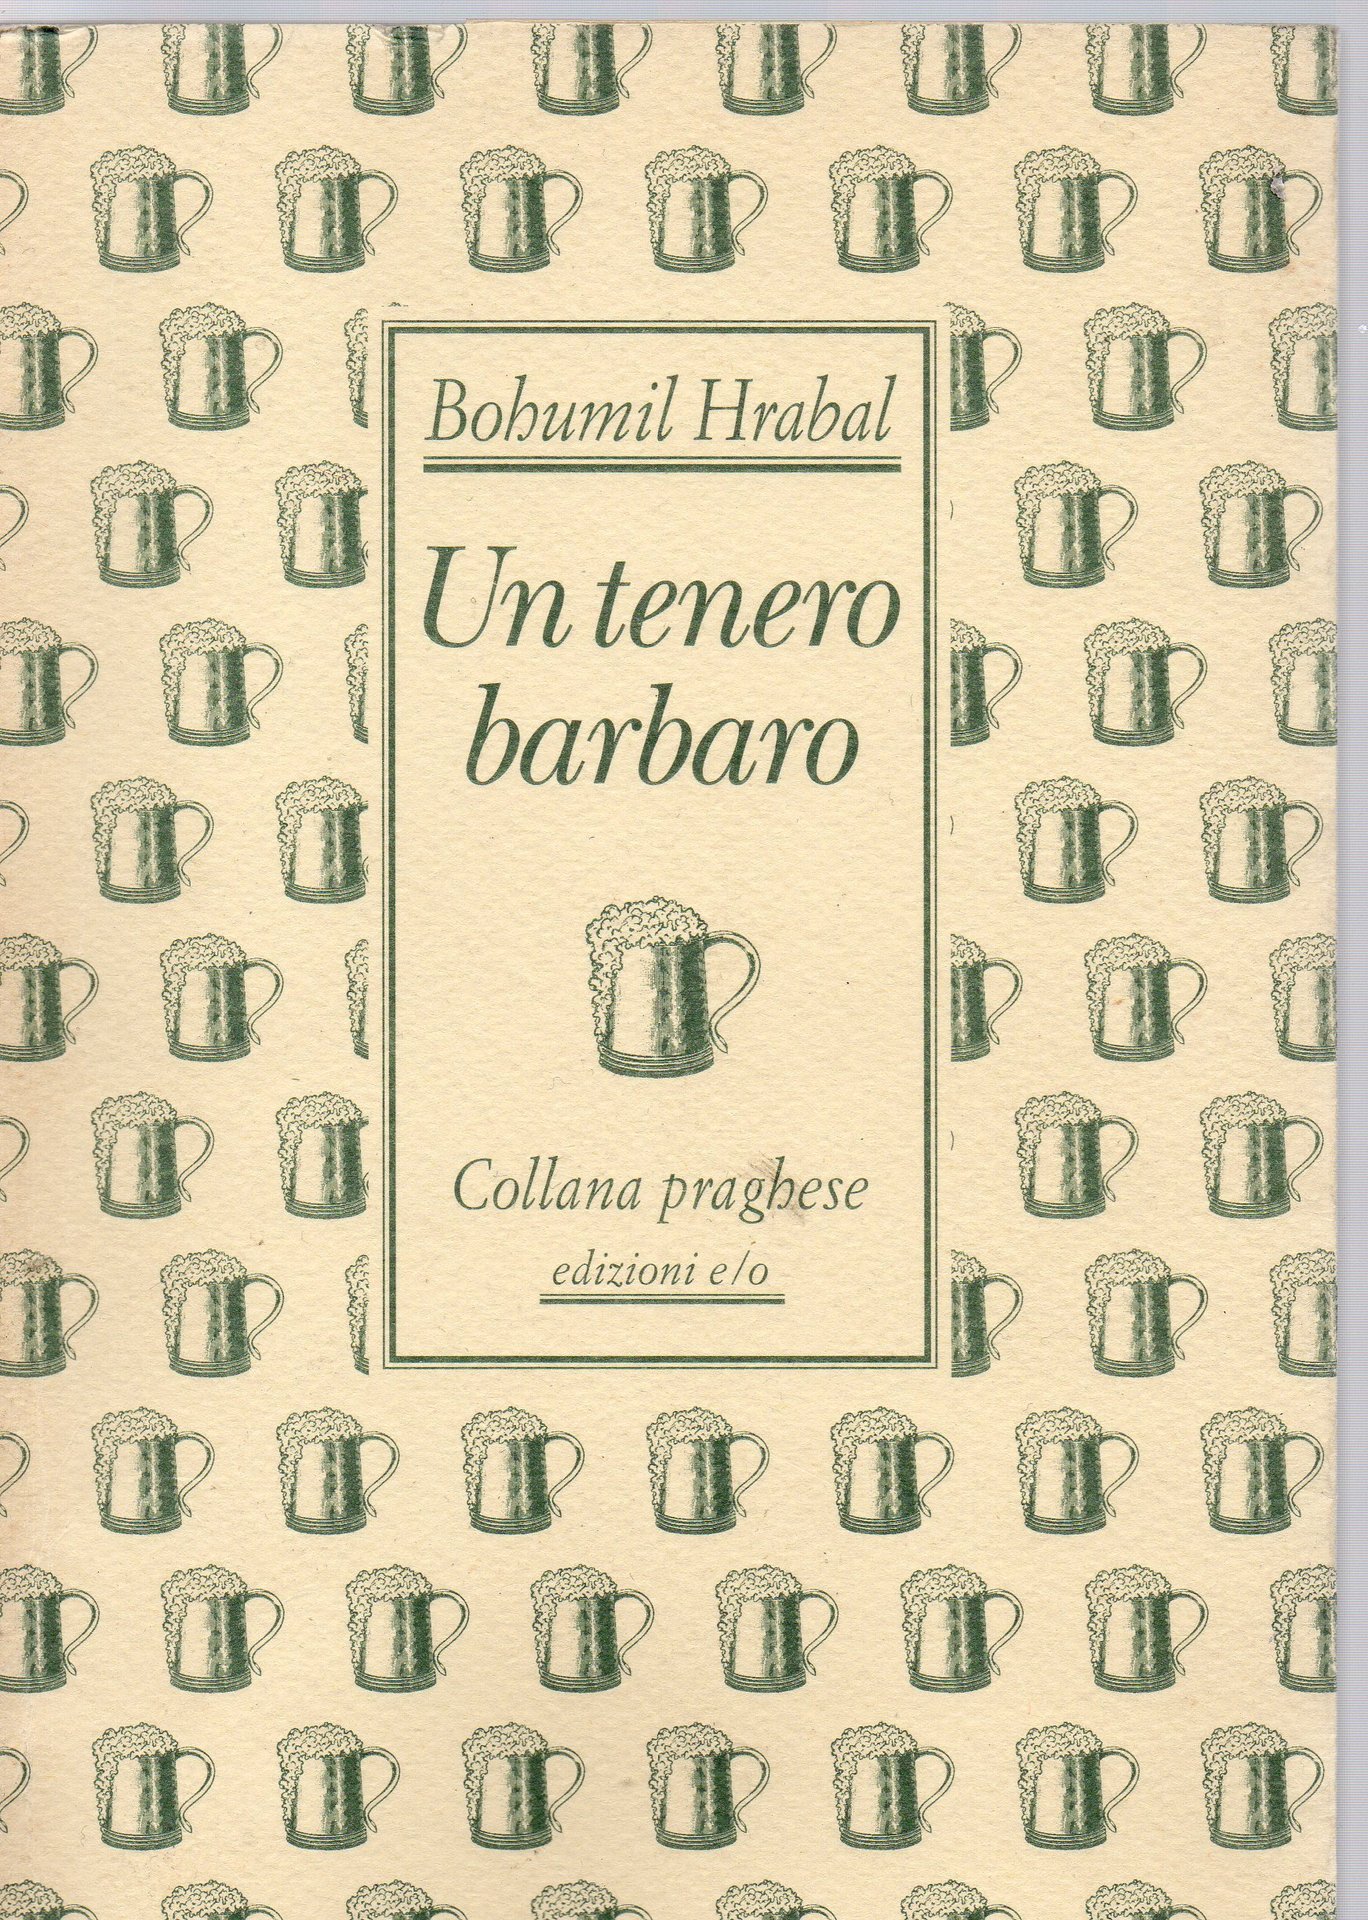 Bohumil Hrabal
Un tenero
barbaro
Collana praghese
edizioni e/o